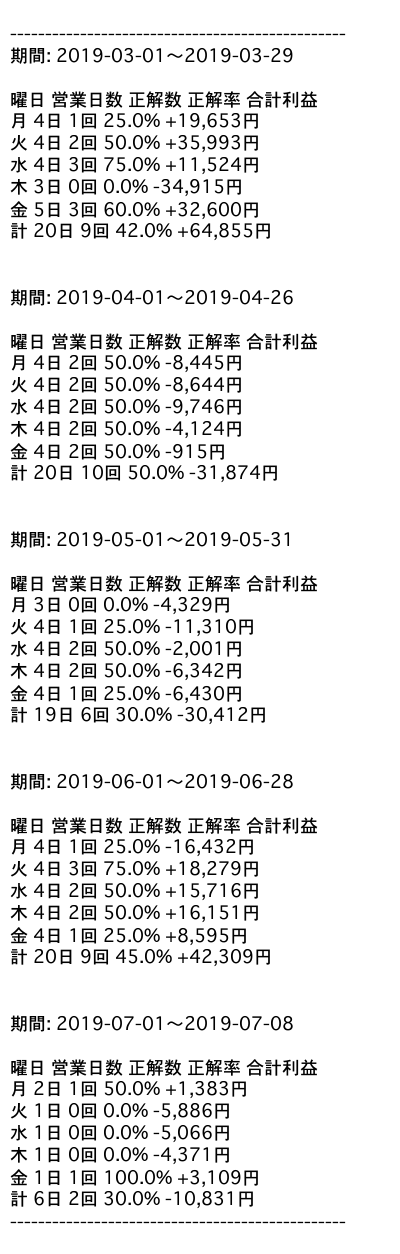 ------------------------------------------------
期間: 2019-03-01〜2019-03-29
曜日 営業日数 正解数 正解率 合計利益
月 4日 1回 25.0% +19,653円
火 4日 2回 50.0% +35,993円
水 4日 3回 75.0% +11,524円
木 3日 0回 0.0% -34,915円
金 5日 3回 60.0% +32,600円
計 20日 9回 42.0% +64,855円
期間: 2019-04-01〜2019-04-26
曜日 営業日数 正解数 正解率 合計利益
月 4日 2回 50.0% -8,445円
火 4日 2回 50.0% -8,644円
水 4日 2回 50.0% -9,746円
木 4日 2回 50.0% -4,124円
金 4日 2回 50.0% -915円
計 20日 10回 50.0% -31,874円
期間: 2019-05-01〜2019-05-31
曜日 営業日数 正解数 正解率 合計利益
月 3日 0回 0.0% -4,329円
火 4日 1回 25.0% -11,310円
水 4日 2回 50.0% -2,001円
木 4日 2回 50.0% -6,342円
金 4日 1回 25.0% -6,430円
計 19日 6回 30.0% -30,412円
期間: 2019-06-01〜2019-06-28
曜日 営業日数 正解数 正解率 合計利益
月 4日 1回 25.0% -16,432円
火 4日 3回 75.0% +18,279円
水 4日 2回 50.0% +15,716円
木 4日 2回 50.0% +16,151円
金 4日 1回 25.0% +8,595円
計 20日 9回 45.0% +42,309円
期間: 2019-07-01〜2019-07-08
曜日 営業日数 正解数 正解率 合計利益
月 2日 1回 50.0% +1,383円
火 1日 0回 0.0% -5,886円
水 1日 0回 0.0% -5,066円
木 1日 0回 0.0% -4,371円
金 1日 1回 100.0% +3,109円
計 6日 2回 30.0% -10,831円
------------------------------------------------